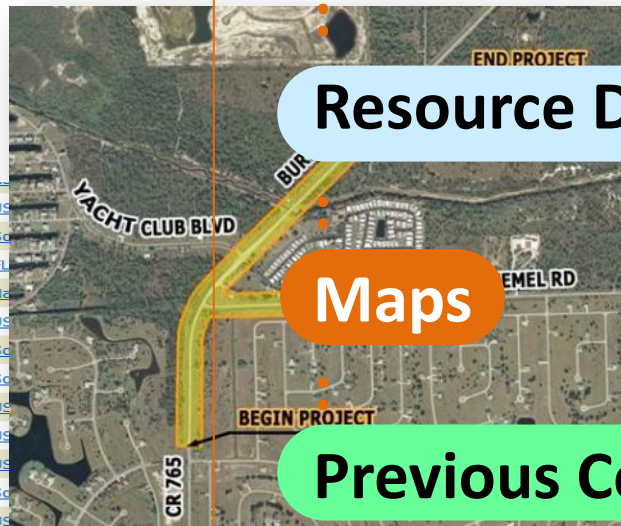 END PROJECT
Resource D
BUR
YACHT CLUB BLVD
EMEL RD
Maps
BEGIN PROJECT
Previous Co
CR 765